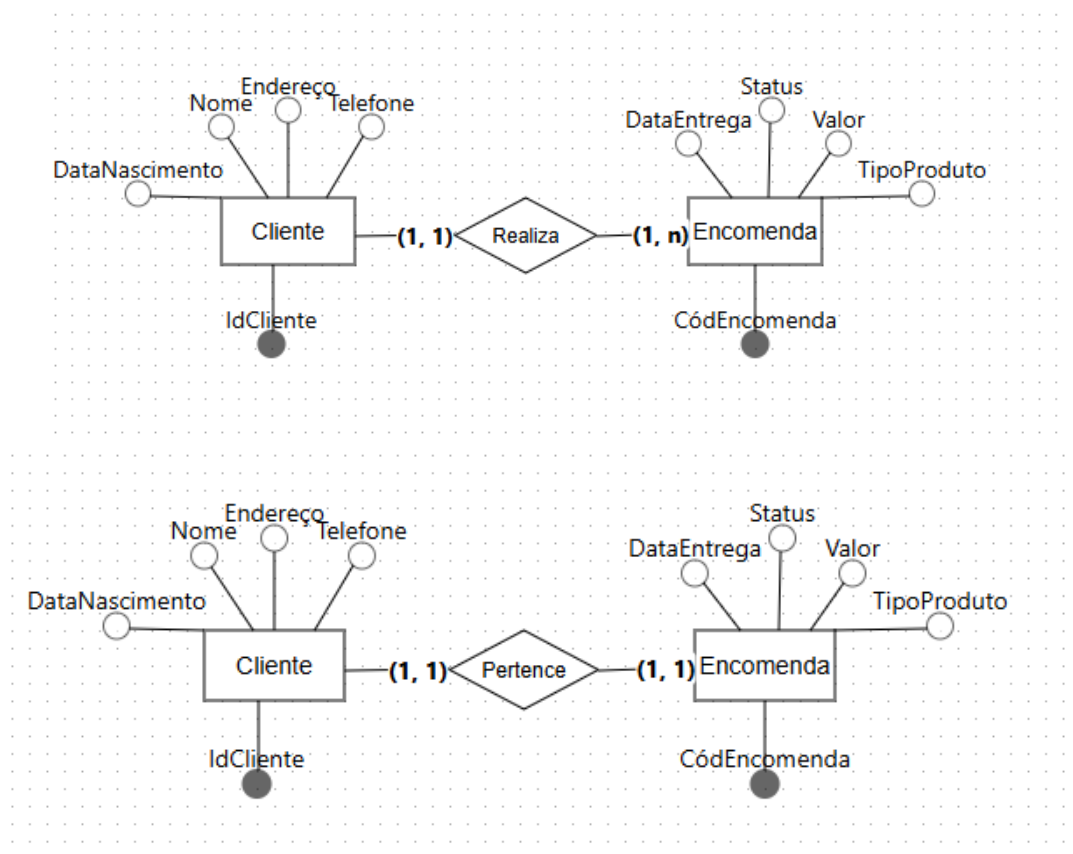 Endereço
Nome
Telefone
DataNascimento
Status
DataEntrega
Valor
TipoProduto
Cliente
(1, 1)
Realiza
(1, n)
Encomenda
IdCliente
CódEncomenda
Endereço
Nome
Telefone
DataNascimento
Status
DataEntrega
Valor
TipoProduto
Cliente
(1, 1)
Pertence
(1, 1)
Encomenda
IdCliente
CódEncomenda